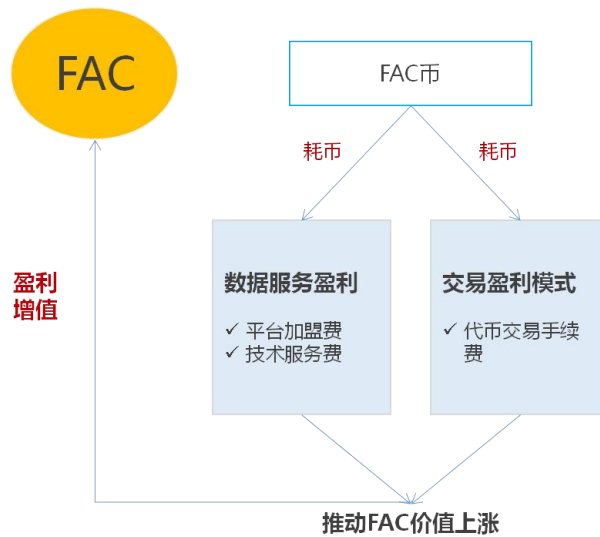 FAC
FAC币
耗币
耗币
盈利
增值
数据服务盈利
✓ 平台加盟费
✓ 技术服务费
交易盈利模式
✓ 代币交易手续
费
推动FAC价值上涨